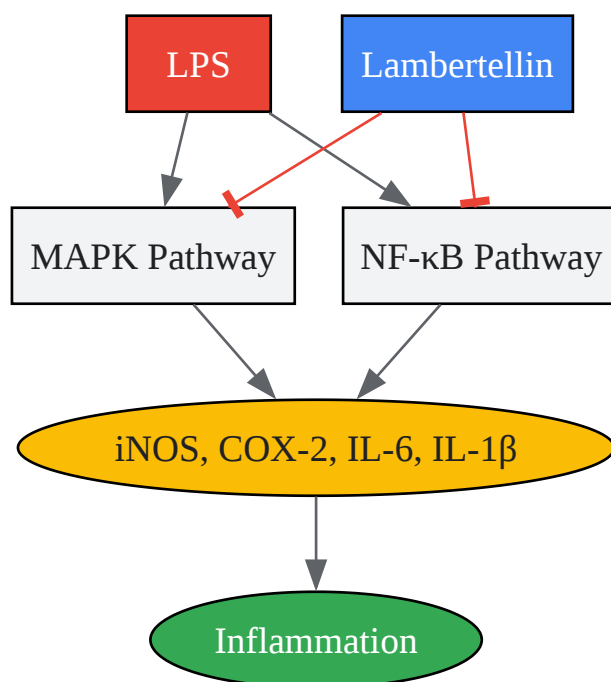 LPS
Lambertellin
MAPK Pathway
NF-κB Pathway
iNOS, COX-2, IL-6, IL-1β
Inflammation